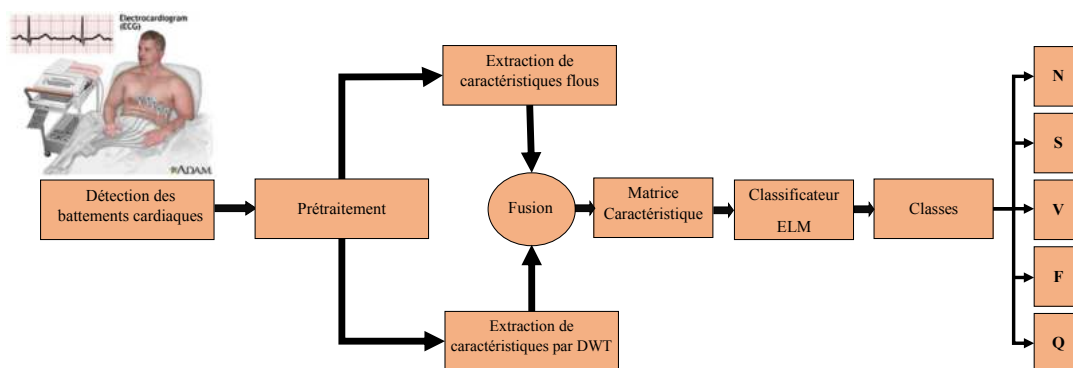 Electrocardiogram
(ECG)
ADAM
Détection des
battements cardiaques
Prétraitement
Extraction de
caractéristiques flous
Extraction de
caractéristiques par DWT
Fusion
Matrice
Caractéristique
Classificateur
ELM
Classes
N
S
V
F
Q